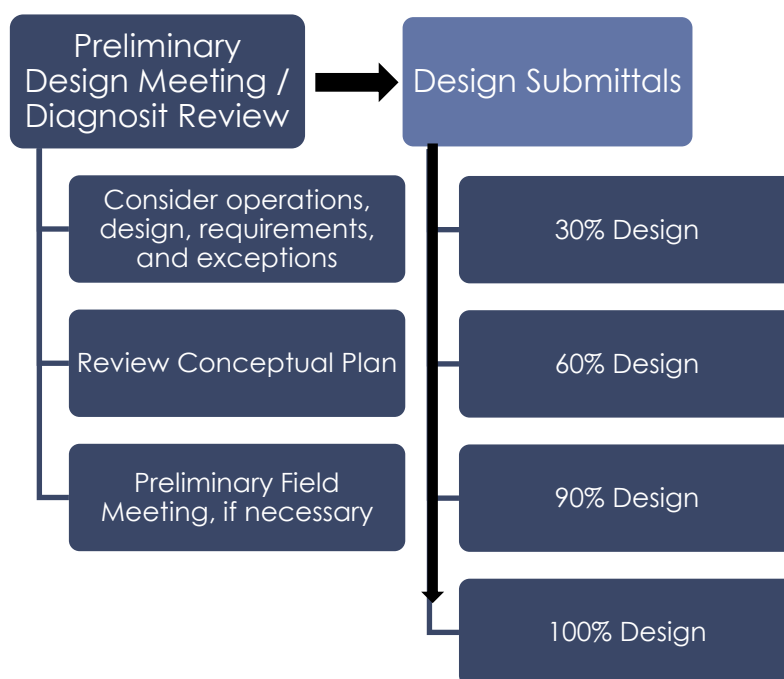 Preliminary
Design Meeting /
Diagnosit Review
Consider operations,
design, requirements,
and exceptions
Review Conceptual Plan
Preliminary Field
Meeting, if necessary
Design Submittals
30% Design
60% Design
90% Design
100% Design